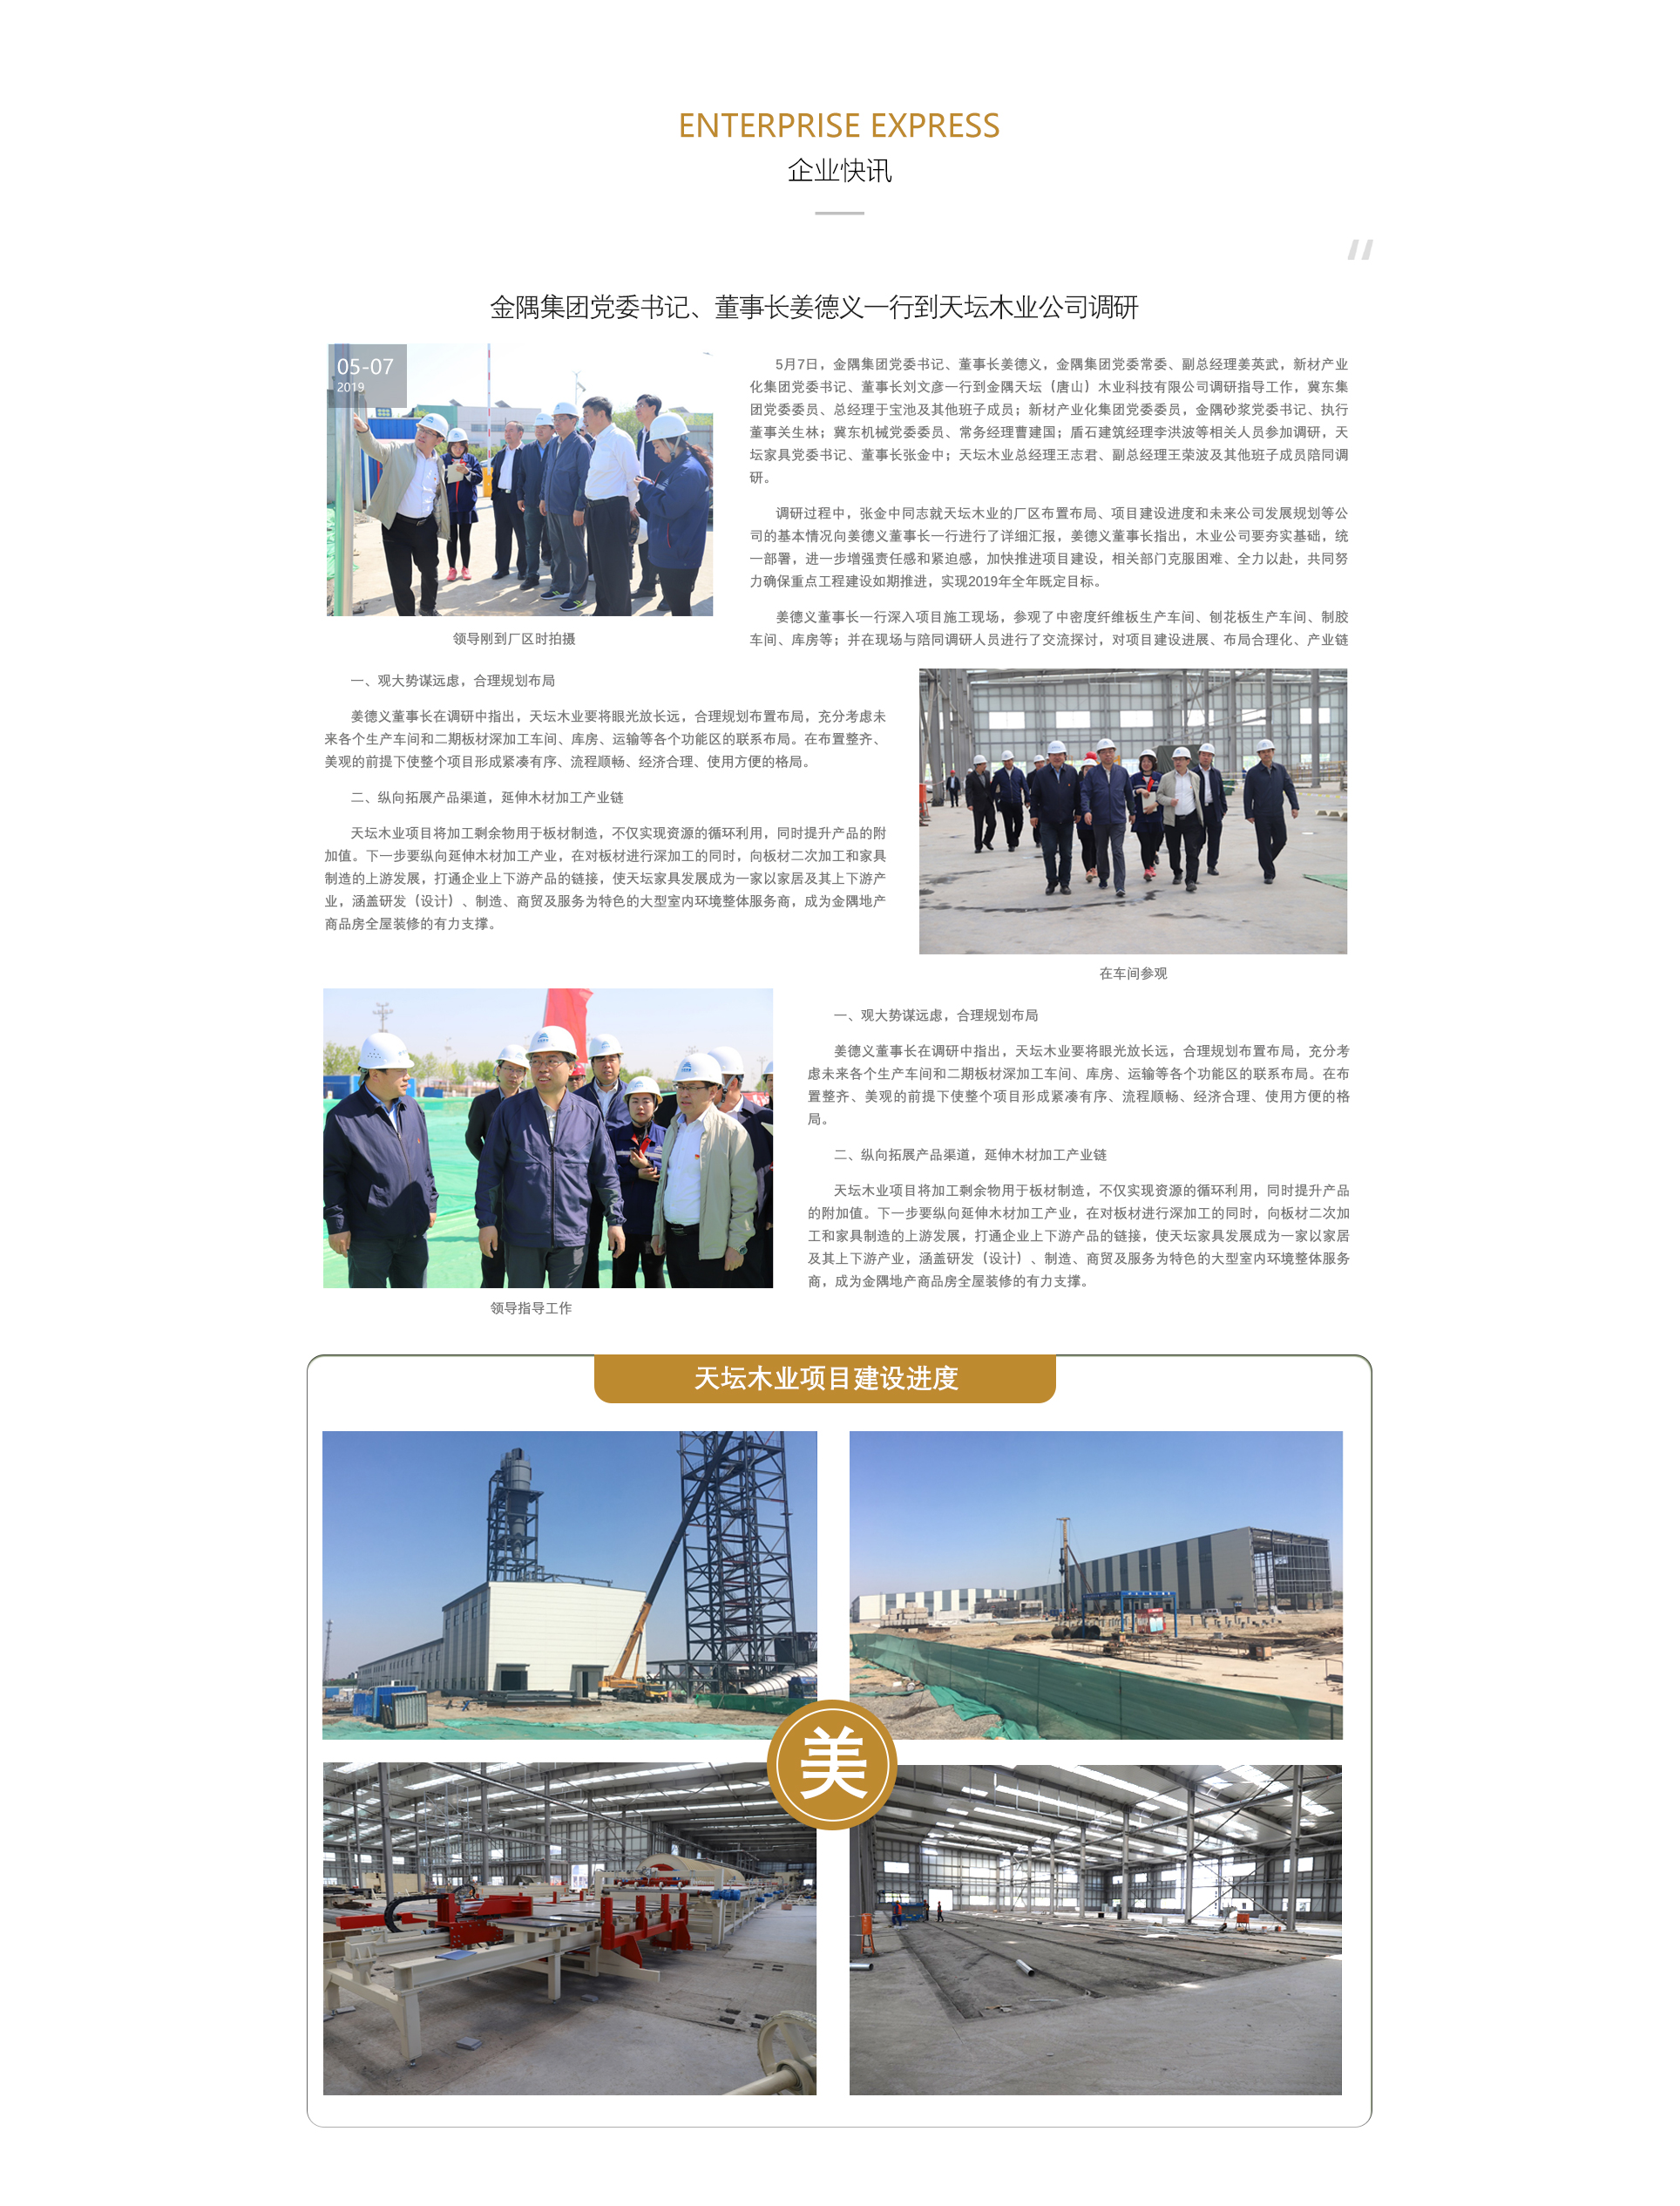 ENTERPRISE EXPRESS
企业快讯
金隅集团党委书记、董事长姜德义一行到天坛木业公司调研
05-07
2019
领导刚到厂区时拍摄
5月7日，金隅集团党委书记、董事长姜德义，金隅集团党委常委、副总经理姜英武，新材产业
化集团党委书记、董事长刘文彦一行到金隅天坛（唐山）木业科技有限公司调研指导工作，冀东集
团党委委员、总经理于宝池及其他班子成员；新材产业化集团党委委员，金隅砂浆党委书记、执行
董事关生林；冀东机械党委委员、常务经理曹建国；盾石建筑经理李洪波等相关人员参加调研，天
坛家具党委书记、董事长张金中；天坛木业总经理王志君、副总经理王荣波及其他班子成员陪同调
研。
调研过程中，张金中同志就天坛木业的厂区布置布局、项目建设进度和未来公司发展规划等公
司的基本情况向姜德义董事长一行进行了详细汇报，姜德义董事长指出，木业公司要夯实基础，统
一部署，进一步增强责任感和紧迫感，加快推进项目建设，相关部门克服困难、全力以赴，共同努
力确保重点工程建设如期推进，实现2019年全年既定目标。
姜德义董事长一行深入项目施工现场，参观了中密度纤维板生产车间、刨花板生产车间、制胶
车间、库房等；并在现场与陪同调研人员进行了交流探讨，对项目建设进展、布局合理化、产业链
一、观大势谋远虑，合理规划布局
姜德义董事长在调研中指出，天坛木业要将眼光放长远，合理规划布置布局，充分考虑未
来各个生产车间和二期板材深加工车间、库房、运输等各个功能区的联系布局。在布置整齐、
美观的前提下使整个项目形成紧凑有序、流程顺畅、经济合理、使用方便的格局。
二、纵向拓展产品渠道，延伸木材加工产业链
天坛木业项目将加工剩余物用于板材制造，不仅实现资源的循环利用，同时提升产品的附
加值。下一步要纵向延伸木材加工产业，在对板材进行深加工的同时，向板材二次加工和家具
制造的上游发展，打通企业上下游产品的链接，使天坛家具发展成为一家以家居及其上下游产
业，涵盖研发（设计）、制造、商贸及服务为特色的大型室内环境整体服务商，成为金隅地产
商品房全屋装修的有力支撑。
在车间参观
领导指导工作
一、观大势谋远虑，合理规划布局
姜德义董事长在调研中指出，天坛木业要将眼光放长远，合理规划布置布局，充分考
虑未来各个生产车间和二期板材深加工车间、库房、运输等各个功能区的联系布局。在布
置整齐、美观的前提下使整个项目形成紧凑有序、流程顺畅、经济合理、使用方便的格
局。
二、纵向拓展产品渠道，延伸木材加工产业链
天坛木业项目将加工剩余物用于板材制造，不仅实现资源的循环利用，同时提升产品
的附加值。下一步要纵向延伸木材加工产业，在对板材进行深加工的同时，向板材二次加
工和家具制造的上游发展，打通企业上下游产品的链接，使天坛家具发展成为一家以家居
及其上下游产业，涵盖研发（设计）、制造、商贸及服务为特色的大型室内环境整体服务
商，成为金隅地产商品房全屋装修的有力支撑。
天坛木业项目建设进度
美